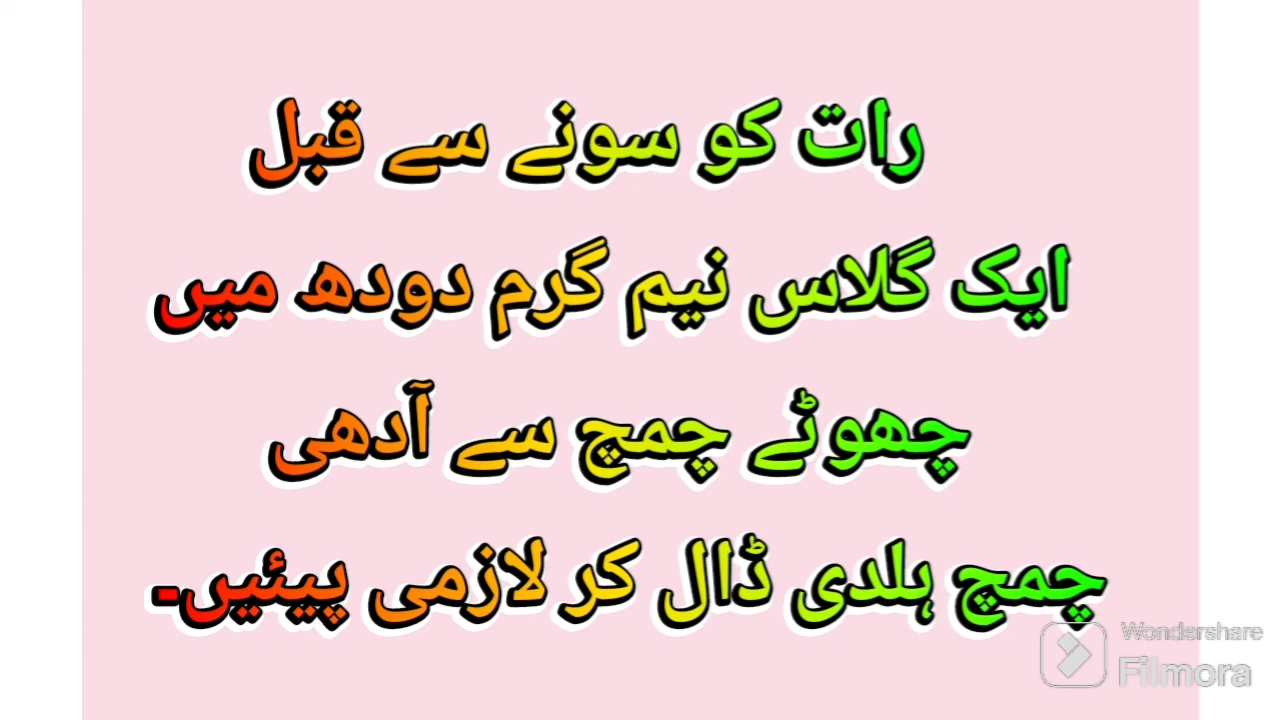 رات کو سونے سے قبل
ایک گلاس نیم گرم دودھ میں
چھوٹے چمچ سے آدھی
چمچ ہلدی ڈال کر لازمی پیئیں۔
Wondershare
Filmora